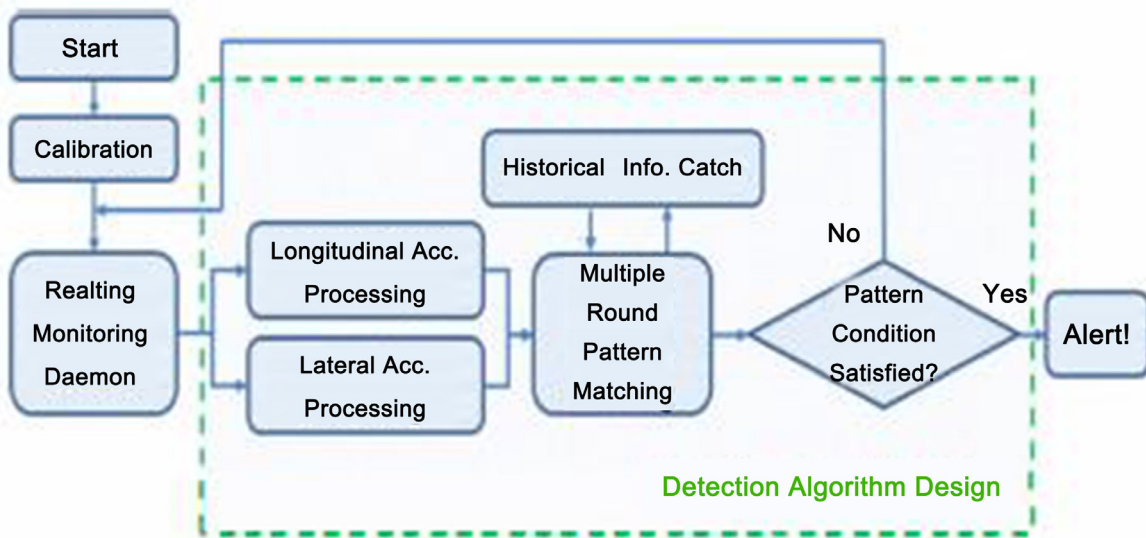 Start
Calibration
Realting
Monitoring
Daemon
Longitudinal Acc.
Processing
Lateral Acc.
Processing
Historical Info. Catch
Multiple
Round
Pattern
Matching
No
Pattern
Condition
Satisfied?
Yes
Alert!
Detection Algorithm Design